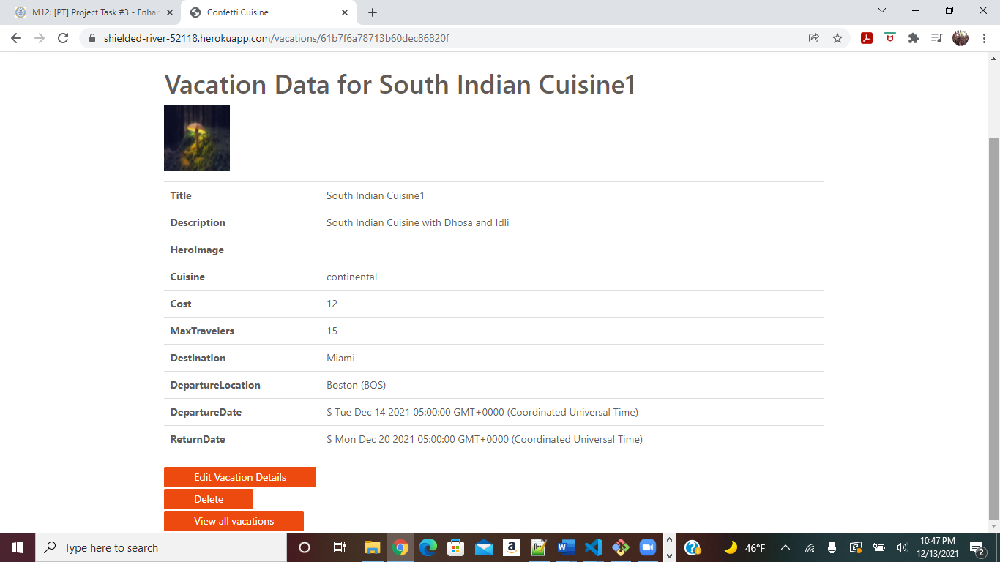 M12: [PT] Project Task #3 - Enhan
Confetti Cuisine
shielded-river-52118.herokuapp.com/vacations/61b7f6a78713b60dec86820f
Vacation Data for South Indian Cuisine1
Title South Indian Cuisine1
Description South Indian Cuisine with Dhosa and Idli
HeroImage
Cuisine continental
Cost 12
MaxTravelers 15
Destination Miami
DepartureLocation Boston (BOS)
DepartureDate $ Tue Dec 14 2021 05:00:00 GMT+0000 (Coordinated Universal Time)
ReturnDate $ Mon Dec 20 2021 05:00:00 GMT+0000 (Coordinated Universal Time)
Edit Vacation Details
Delete
View all vacations
Type here to search
46°F
10:47 PM
12/13/2021
2